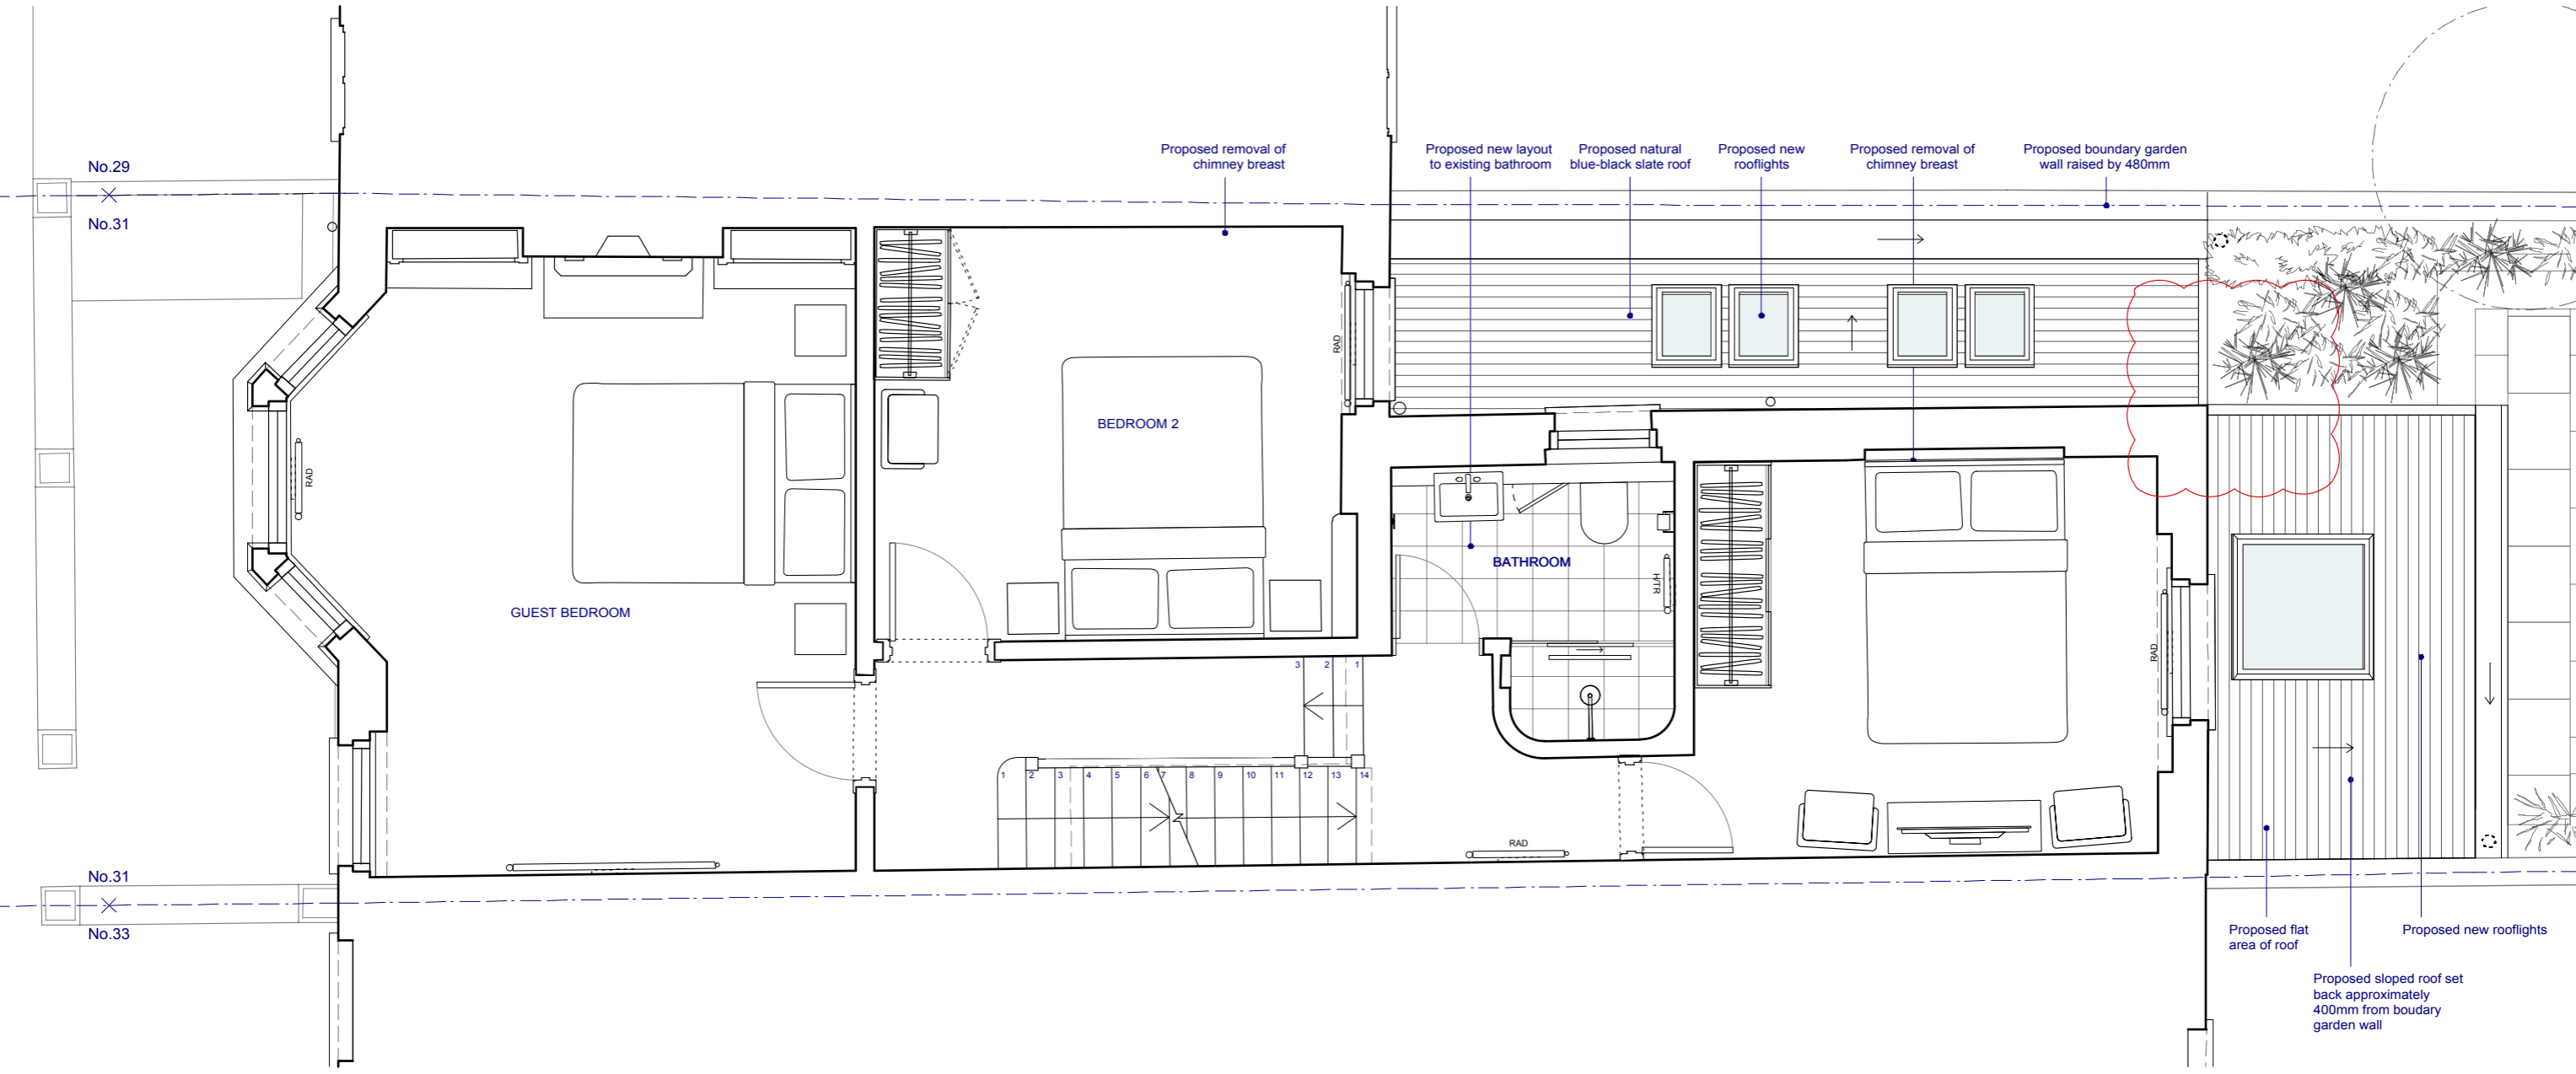 Proposed removal of
chimney breast
Proposed new layout
to existing bathroom
Proposed natural
blue-black slate roof
Proposed new
rooflights
Proposed removal of
chimney breast
Proposed boundary garden
wall raised by 480mm
No.29
No.31
RAD
BEDROOM 2
RAD
BATHROOM
H/TR
GUEST BEDROOM
RAD
3 2 1
1 2 3 4 5 6 7 8 9 10 11 12 13 14
RAD
No.31
No.33
Proposed flat
area of roof
Proposed new rooflights
Proposed sloped roof set
back approximately
400mm from boudary
garden wall